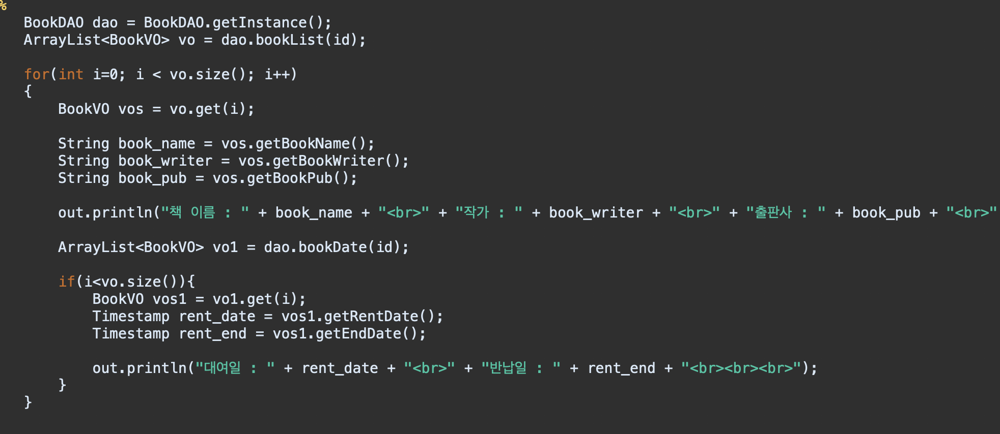 %
BookDAO dao = BookDAO.getInstance();
ArrayList<BookVO> vo = dao.bookList(id);
for(int i=0; i < vo.size(); i++)
{
BookVO vos = vo.get(i);
String book_name = vos.getBookName();
String book_writer = vos.getBookWriter();
String book_pub = vos.getBookPub();
out.println("책 이름 : " + book_name + "<br>" + "작가 : " + book_writer + "<br>" + "출판사 : " + book_pub + "<br>"
ArrayList<BookVO> vo1 = dao.bookDate(id);
if(i<vo.size()){
BookVO vos1 = vo1.get(i);
Timestamp rent_date = vos1.getRentDate();
Timestamp rent_end = vos1.getEndDate();
out.println("대여일 : " + rent_date + "<br>" + "반납일 : " + rent_end + "<br><br><br>");
}
}